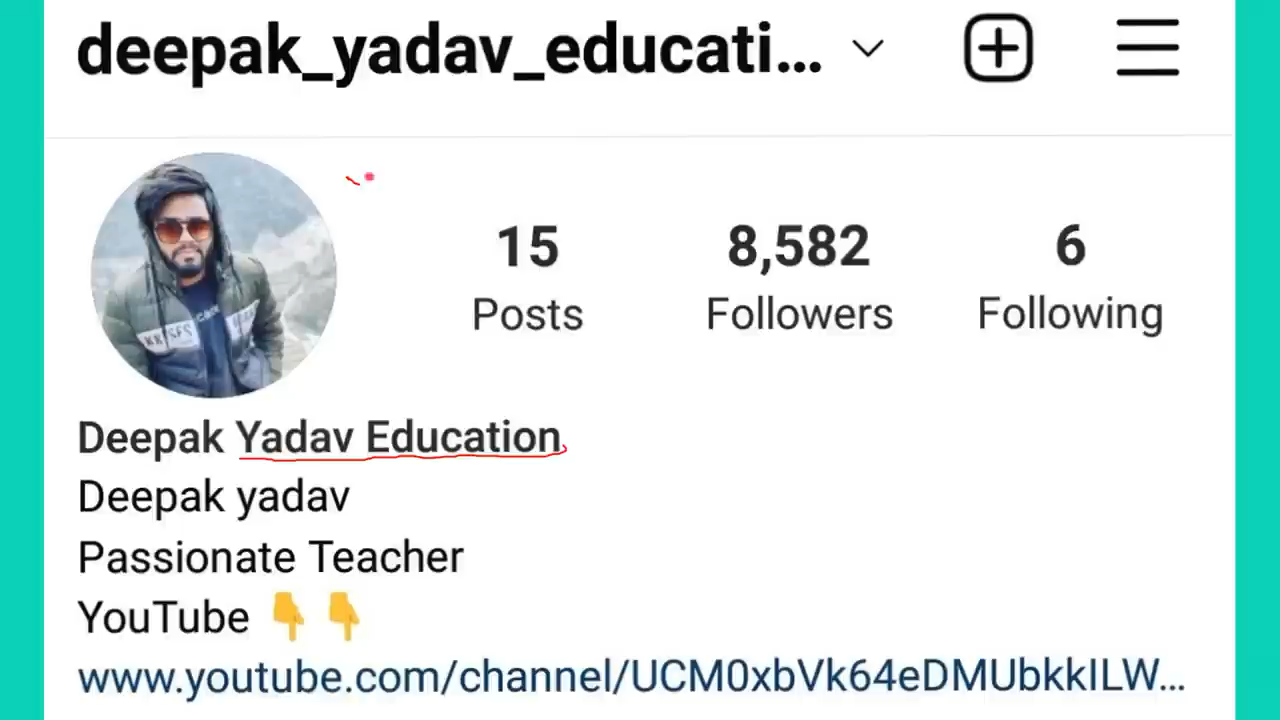 deepak_yadav_educati...
15
Posts
8,582
Followers
6
Following
Deepak Yadav Education
Deepak yadav
Passionate Teacher
YouTube 👇 👇
www.youtube.com/channel/UCM0xbVk64eDMUbkkILW...